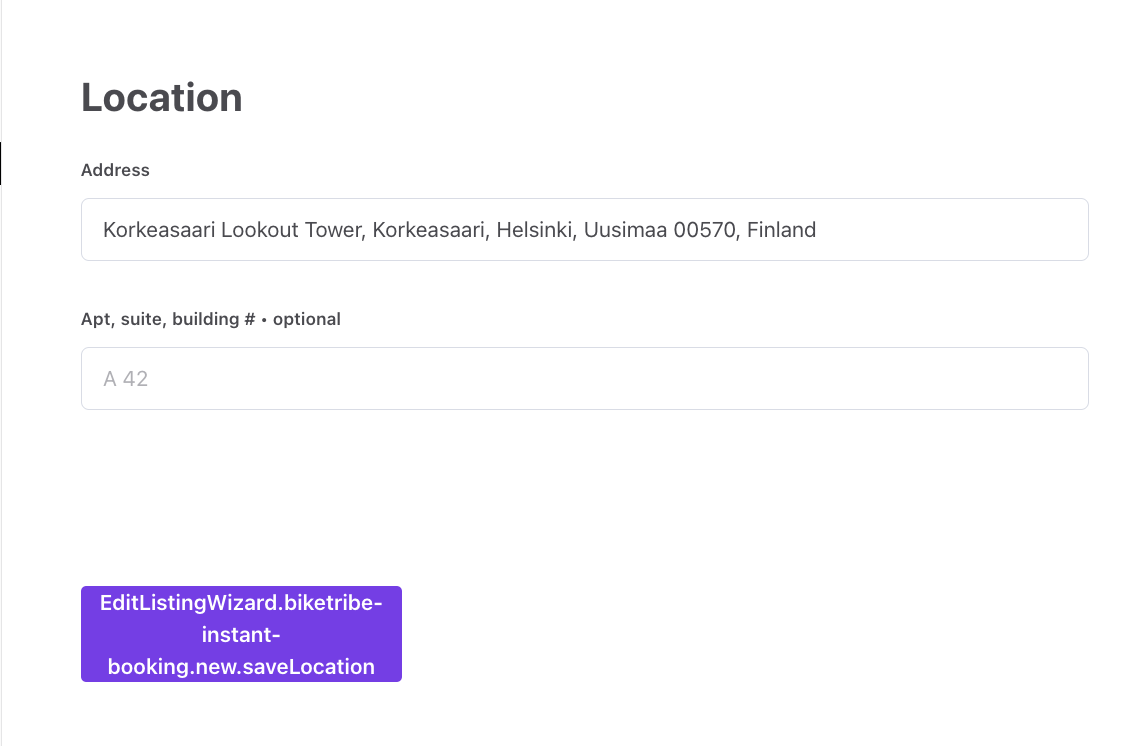 Location
Address
Korkeasaari Lookout Tower, Korkeasaari, Helsinki, Uusimaa 00570, Finland
Apt, suite, building # • optional
A 42
EditListingWizard.biketribe-
instant-
booking.new.saveLocation